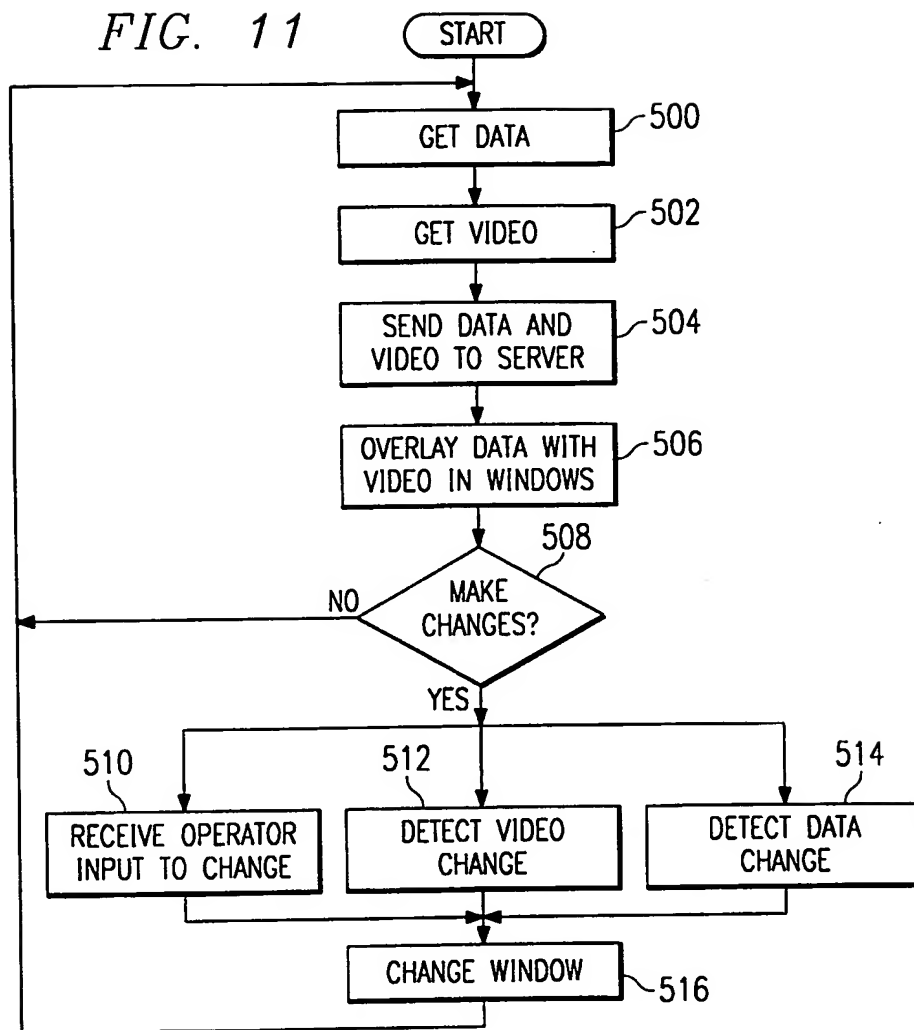 FIG. 11
START
GET DATA
500
GET VIDEO
502
SEND DATA AND
VIDEO TO SERVER
504
OVERLAY DATA WITH
VIDEO IN WINDOWS
506
508
MAKE
CHANGES?
NO
YES
510
512
514
RECEIVE OPERATOR
INPUT TO CHANGE
DETECT VIDEO
CHANGE
DETECT DATA
CHANGE
CHANGE WINDOW
516